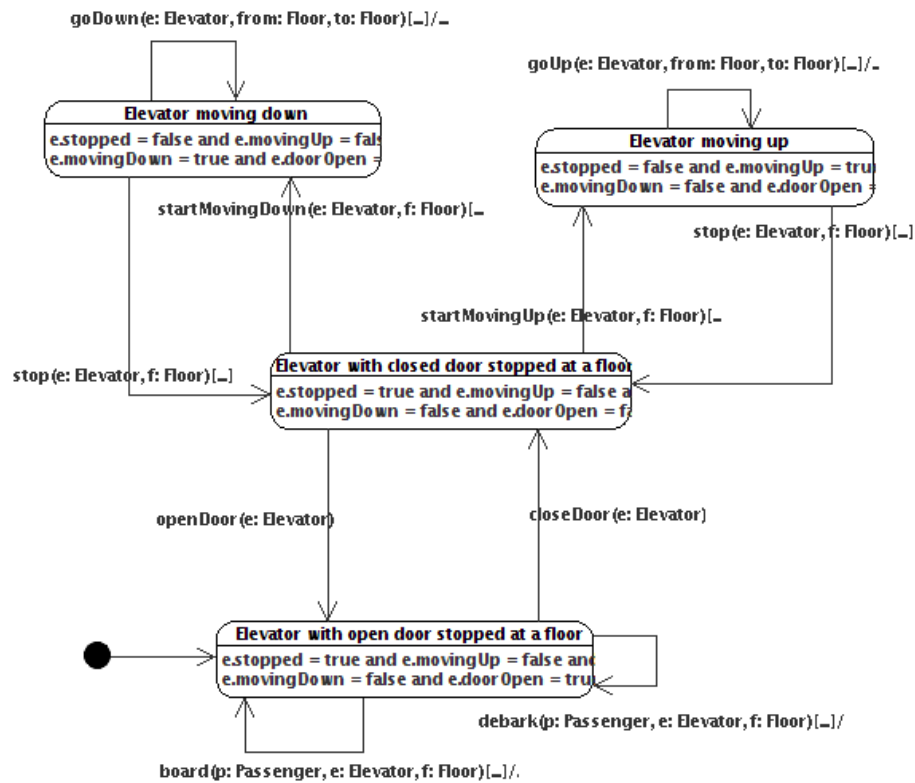 goDown(e: Elevator, from: Floor, to: Floor)[...]/...
goUp(e: Elevator, from: Floor, to: Floor)[...]/...
Elevator moving down
e.stopped = false and e.movingUp = fals
e.movingDown = true and e.doorOpen =
Elevator moving up
e.stopped = false and e.movingUp = tru
e.movingDown = false and e.doorOpen =
startMovingDown(e: Elevator, f: Floor)[...
stop(e: Elevator, f: Floor)[...]
startMovingUp(e: Elevator, f: Floor)[...
Elevator with closed door stopped at a floor
e.stopped = true and e.movingUp = false a
e.movingDown = false and e.doorOpen = fa
stop(e: Elevator, f: Floor)[...]
openDoor(e: Elevator)
closeDoor(e: Elevator)
Elevator with open door stopped at a floor
e.stopped = true and e.movingUp = false and
e.movingDown = false and e.doorOpen = tru
debark(p: Passenger, e: Elevator, f: Floor)[...]/
board(p: Passenger, e: Elevator, f: Floor)[...]/.